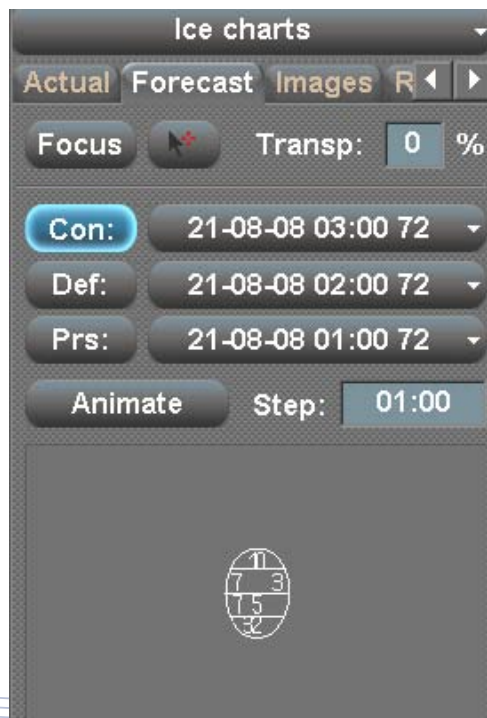 Ice charts
Actual Forecast Images R
Focus Transp: 0 %
Con: 21-08-08 03:00 72
Def: 21-08-08 02:00 72
Prs: 21-08-08 01:00 72
Animate Step: 01:00
10
7 3
7 5
32